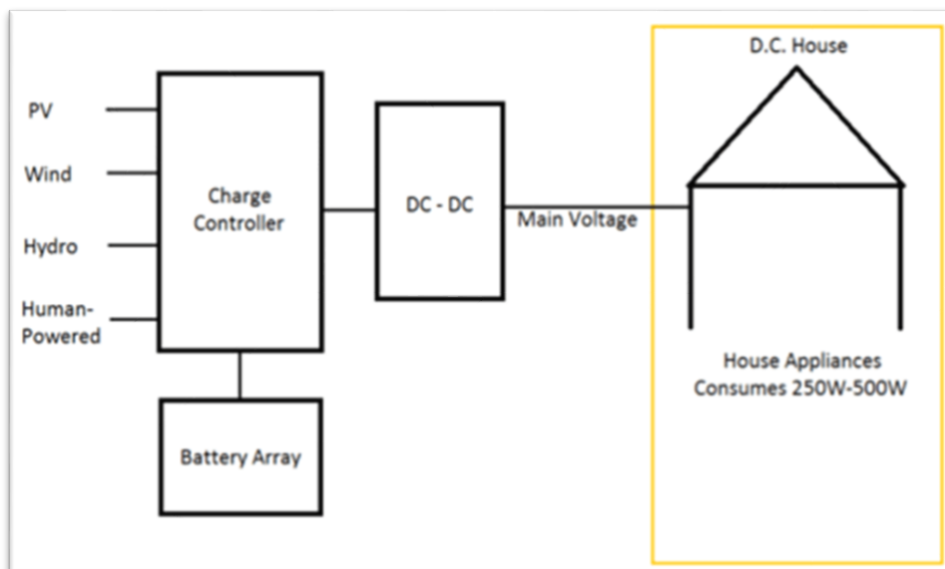 PV
Wind
Hydro
Human-
Powered
Charge
Controller
Battery Array
DC - DC
Main Voltage
D.C. House
House Appliances
Consumes 250W-500W